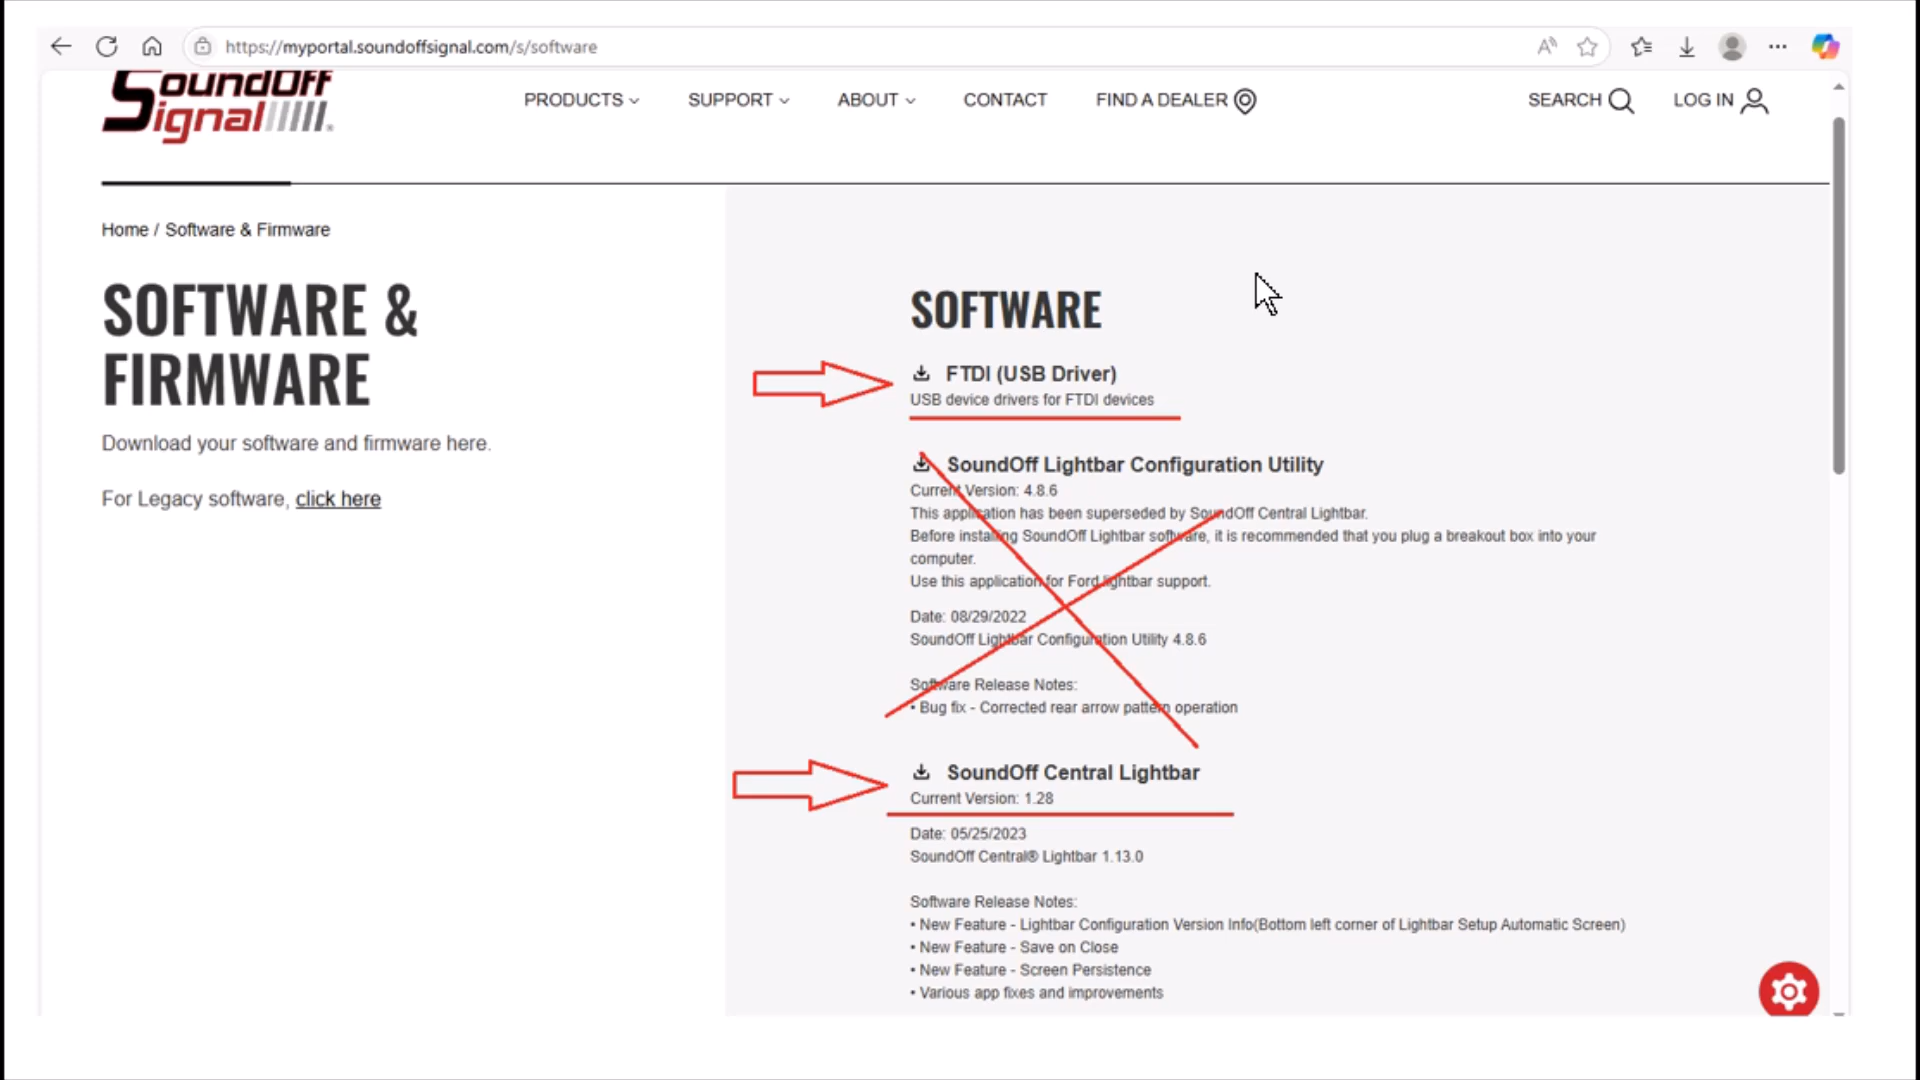 https://myportal.soundoffsignal.com/s/software
SoundOff
Signal
PRODUCTS
SUPPORT
ABOUT
CONTACT
FIND A DEALER
SEARCH
LOG IN
Home / Software & Firmware
SOFTWARE &
FIRMWARE
Download your software and firmware here.
For Legacy software, click here
SOFTWARE
FTDI (USB Driver)
USB device drivers for FTDI devices
SoundOff Lightbar Configuration Utility
Current Version: 4.8.6
This application has been superseded by SoundOff Central Lightbar.
Before installing SoundOff Lightbar software, it is recommended that you plug a breakout box into your
computer.
Use this application for Ford lightbar support.
Date: 08/29/2022
SoundOff Lightbar Configuration Utility 4.8.6
Software Release Notes:
• Bug fix - Corrected rear arrow pattern operation
SoundOff Central Lightbar
Current Version: 1.28
Date: 05/25/2023
SoundOff Central® Lightbar 1.13.0
Software Release Notes:
• New Feature - Lightbar Configuration Version Info(Bottom left corner of Lightbar Setup Automatic Screen)
• New Feature - Save on Close
• New Feature - Screen Persistence
• Various app fixes and improvements